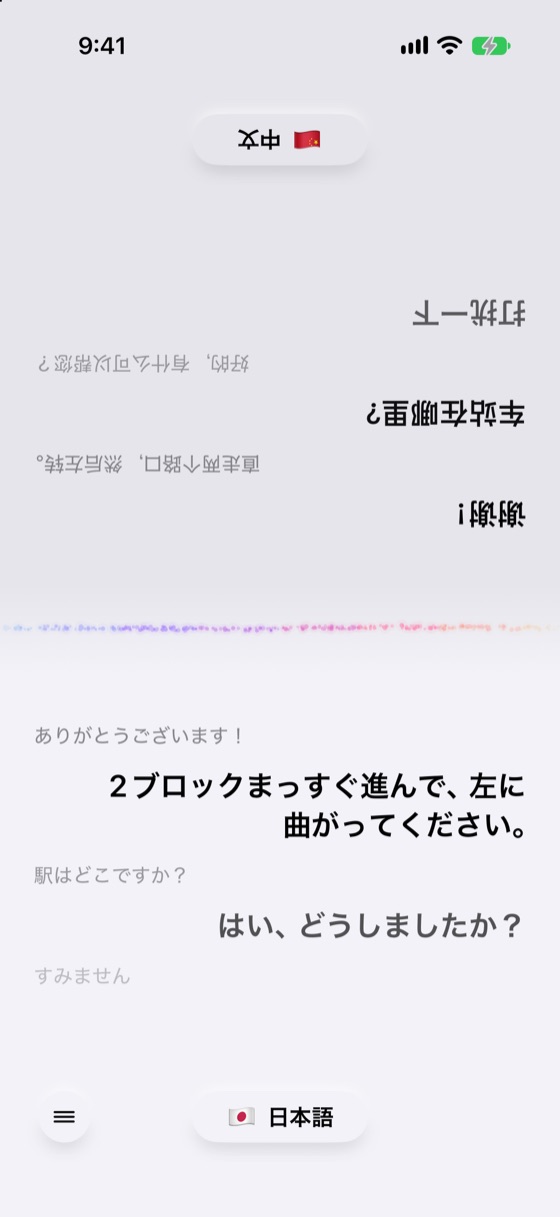 9:41
中文
打扰一下
好的，有什么可以帮您？
车站在哪里?
直走两个路口，然后左转。
谢谢!
ありがとうございます！
2ブロックまっすぐ進んで、左に
曲がってください。
駅はどこですか？
はい、どうしましたか？
すみません
日本語